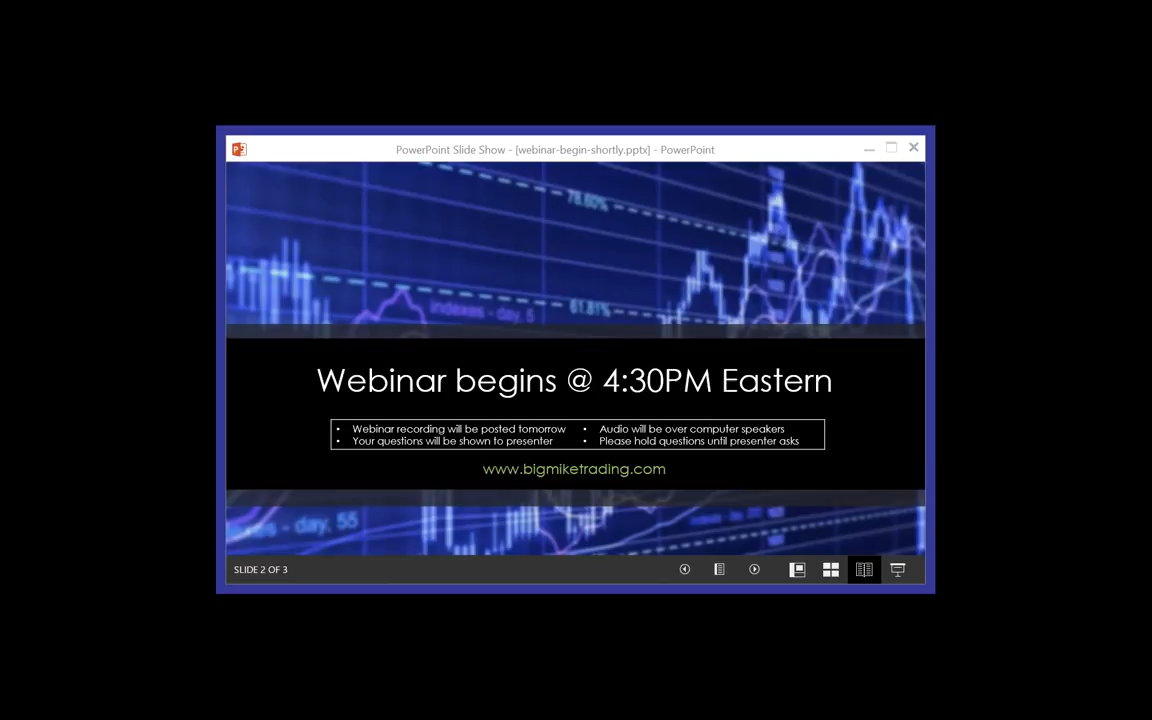 PowerPoint Slide Show - [webinar-begin-shortly.pptx] - PowerPoint
78.60%
indexes - day, 5
61.81%
Webinar begins @ 4:30PM Eastern
• Webinar recording will be posted tomorrow
• Your questions will be shown to presenter
• Audio will be over computer speakers
• Please hold questions until presenter asks
www.bigmiketrading.com
- day, 55
SLIDE 2 OF 3